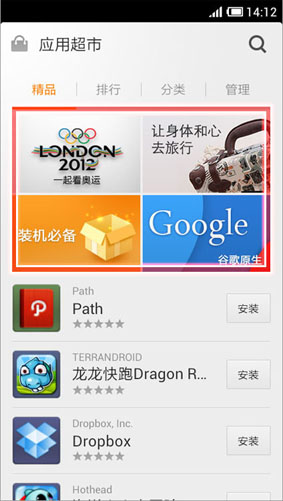 14:12
应用超市
精品 排行 分类 管理
LONDON
2012
一起看奥运
让身体和心
去旅行
装机必备
Google
谷歌原生
Path
Path
安装
TERRANDROID
龙龙快跑Dragon R...
安装
Dropbox, Inc.
Dropbox
安装
Hothead